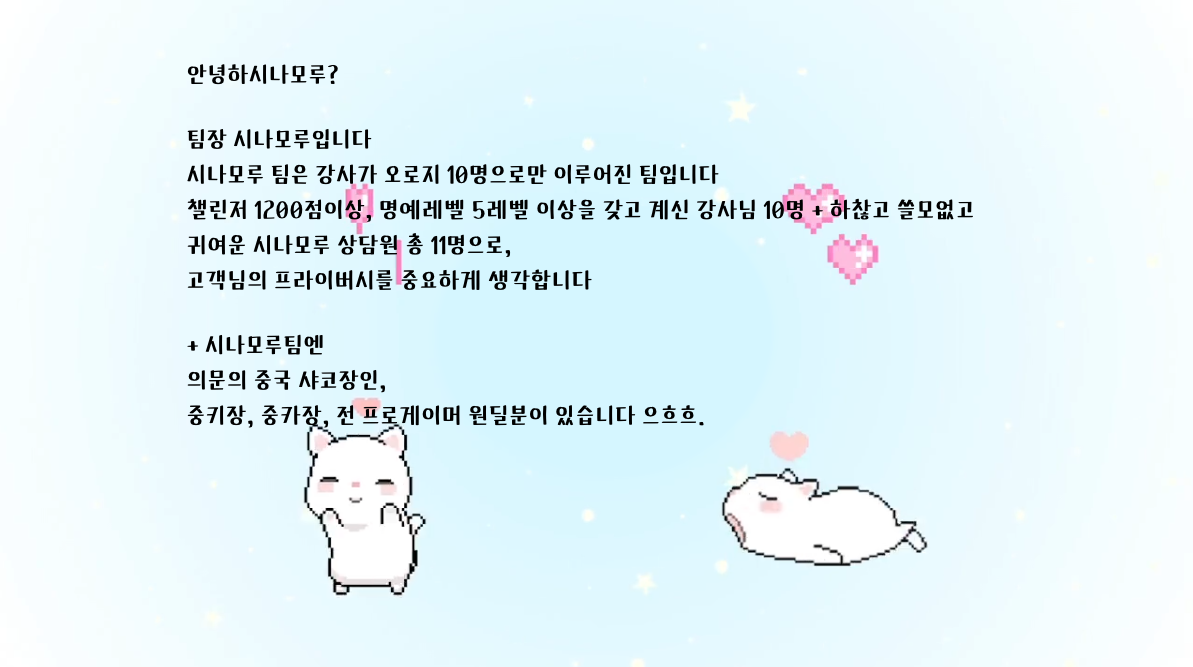 안녕하시나모루?
팀장 시나모루입니다
시나모루 팀은 강사가 오로지 10명으로만 이루어진 팀입니다
챌린저 1200점이상, 명예레벨 5레벨 이상을 갖고 계신 강사님 10명 + 하찮고 쓸모없고
귀여운 시나모루 상담원 총 11명으로,
고객님의 프라이버시를 중요하게 생각합니다
+ 시나모루팀엔
의문의 중국 샤코장인,
중키장, 중카장, 전 프로게이머 원딜분이 있습니다 으흐흐.